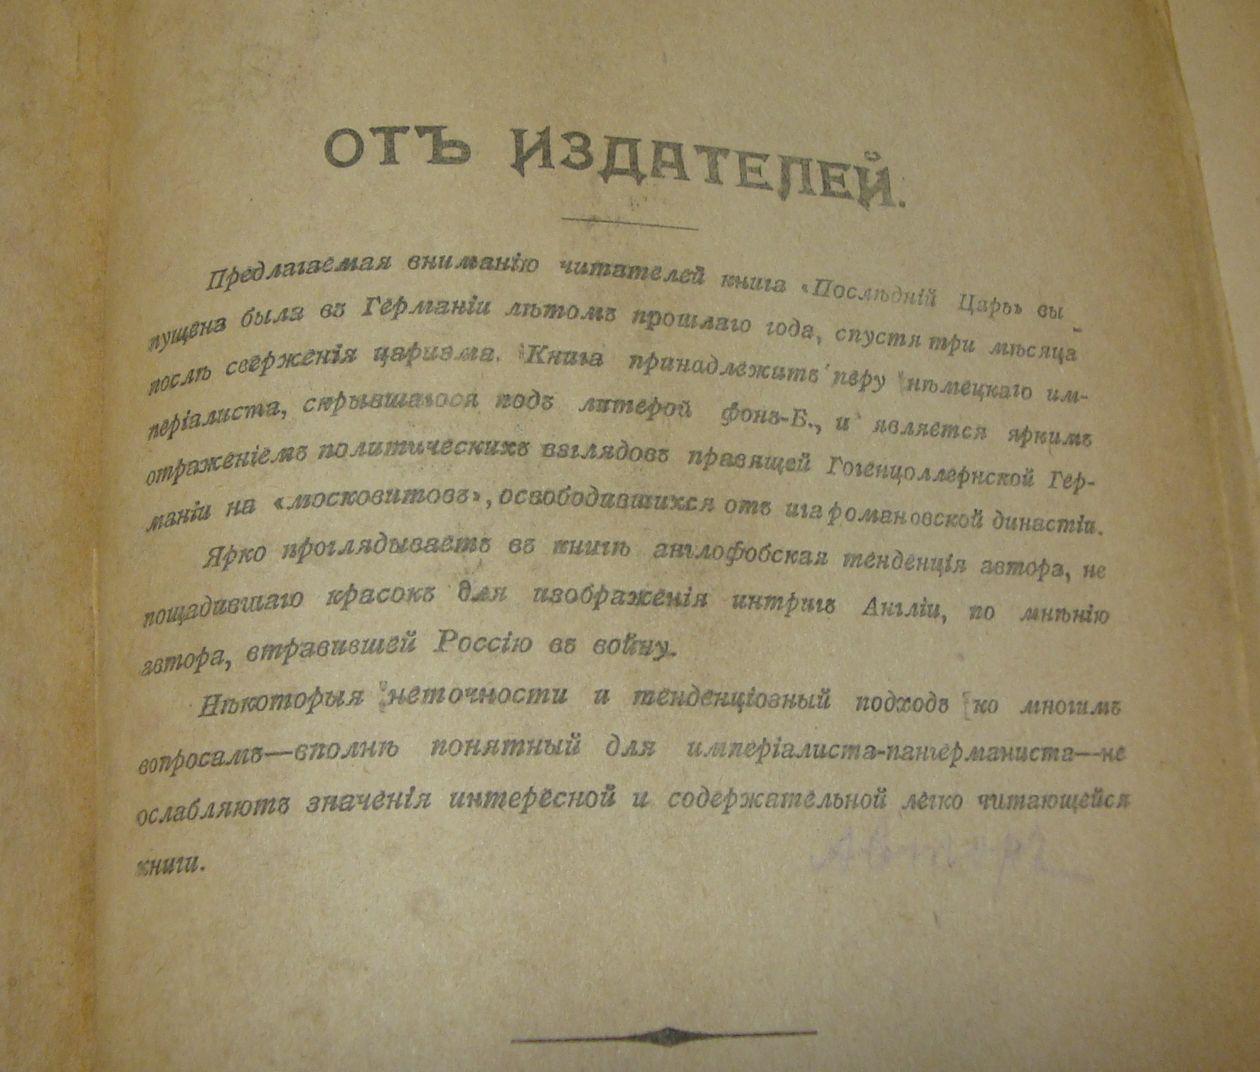 ОТЪ ИЗДАТЕЛЕЙ.
Предлагаемая вниманію читателей книга «Послѣдній Царь» вы-
пущена была въ Германіи лѣтомъ прошлаго года, спустя три мѣсяца
послѣ сверженія царизма. Книга принадлежитъ перу нѣмецкаго им-
періалиста, скрывшагося подъ литерой фонъ-Б., и является яркимъ
отраженіемъ политическихъ взглядовъ правящей Гогенцоллернской Гер-
маніи на «московитовъ», освободившихся отъ ига романовской династіи.
Ярко проглядываетъ въ книгѣ англофобская тенденція автора, не
пощадившаго красокъ для изображенія интригъ Англіи, по мнѣнію
автора, втравившей Россію въ войну.
Нѣкоторыя неточности и тенденціозный подходъ ко многимъ
вопросамъ—вполнѣ понятный для имперіалиста-пангерманиста—не
ослабляютъ значенія интересной и содержательной легко читающейся
книги.